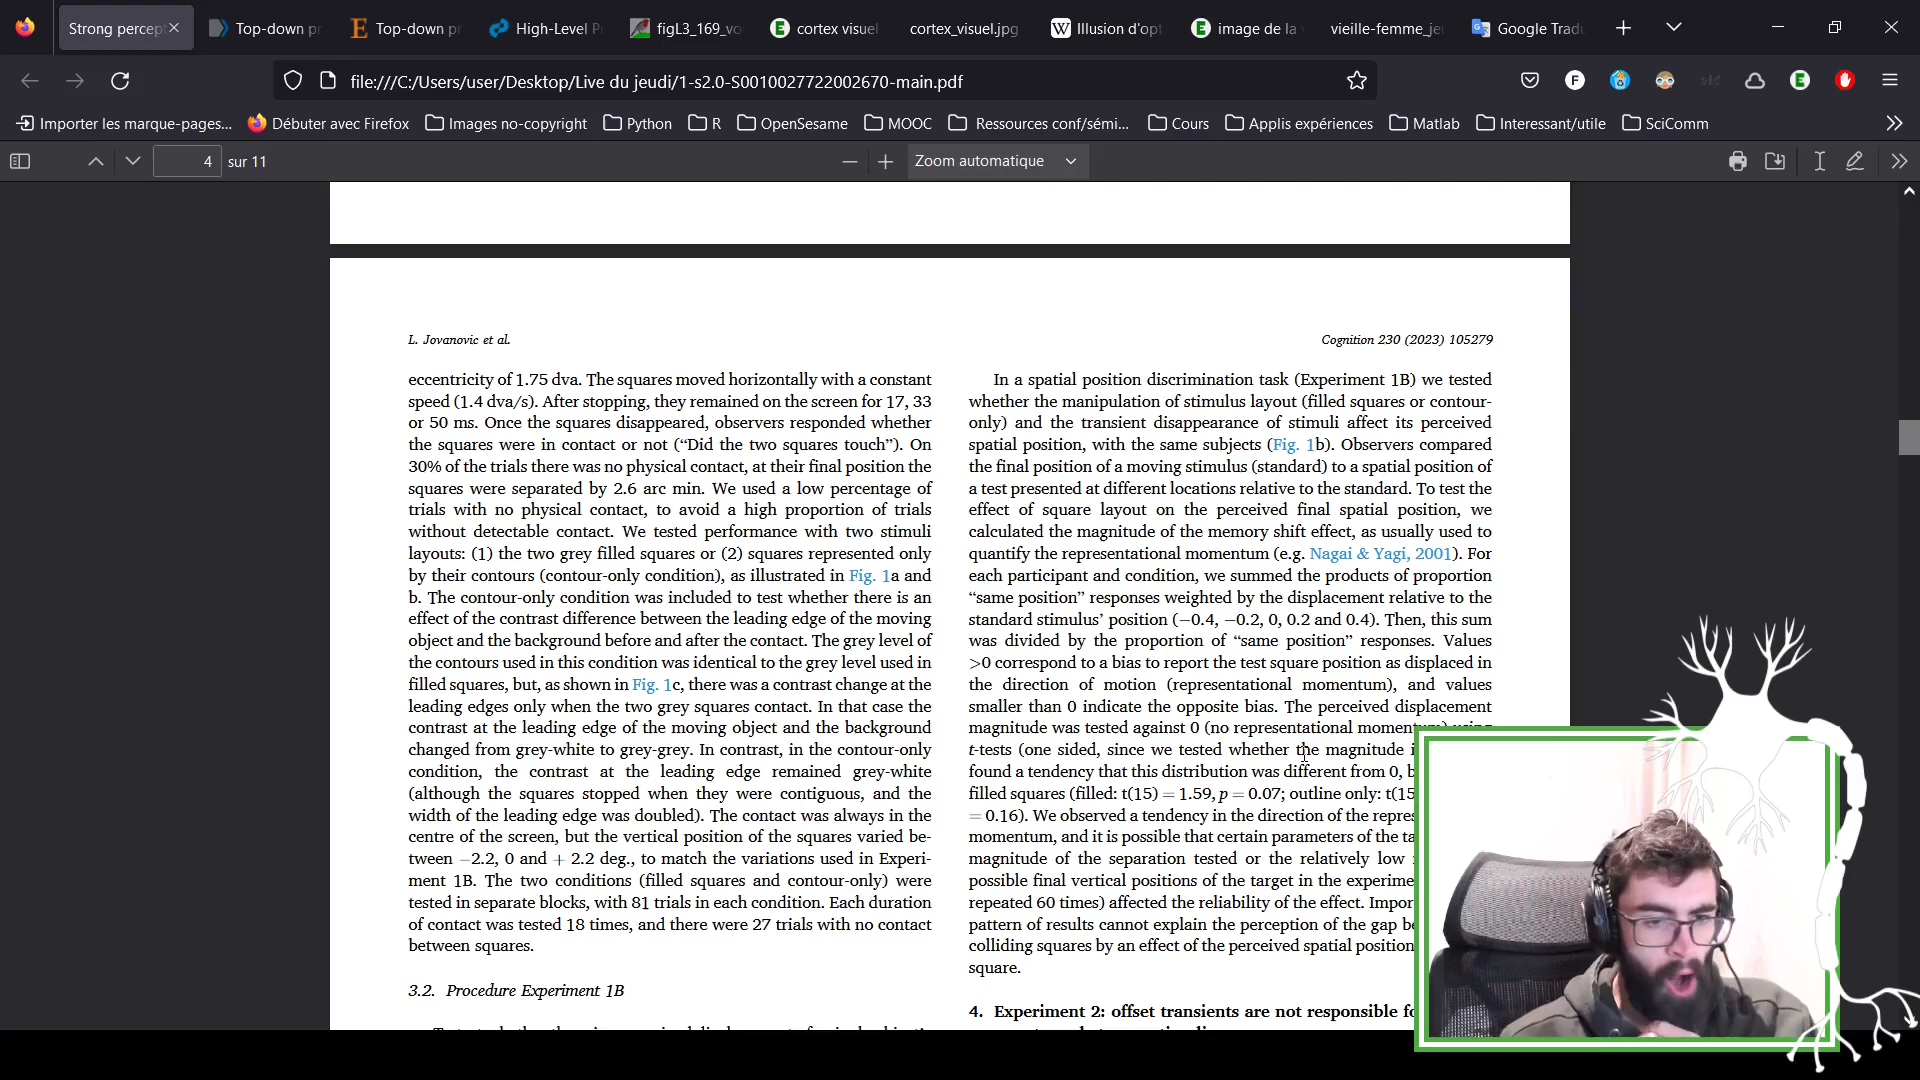 Strong percep
Top-down pr
Top-down pr
High-Level P
figL3_169_vo
cortex visuel
cortex_visuel.jpg
Illusion d'opt
image de la v
vieille-femme_je
Google Tradu
file:///C:/Users/user/Desktop/Live du jeudi/1-s2.0-S0010027722002670-main.pdf
Importer les marque-pages...
Débuter avec Firefox
Images no-copyright
Python
R
OpenSesame
MOOC
Ressources conf/sémi...
Cours
Applis expériences
Matlab
Interessant/utile
SciComm
4 sur 11
Zoom automatique
L. Jovanovic et al.
Cognition 230 (2023) 105279
eccentricity of 1.75 dva. The squares moved horizontally with a constant
speed (1.4 dva/s). After stopping, they remained on the screen for 17, 33
or 50 ms. Once the squares disappeared, observers responded whether
the squares were in contact or not (“Did the two squares touch”). On
30% of the trials there was no physical contact, at their final position the
squares were separated by 2.6 arc min. We used a low percentage of
trials with no physical contact, to avoid a high proportion of trials
without detectable contact. We tested performance with two stimuli
layouts: (1) the two grey filled squares or (2) squares represented only
by their contours (contour-only condition), as illustrated in Fig. 1a and
b. The contour-only condition was included to test whether there is an
effect of the contrast difference between the leading edge of the moving
object and the background before and after the contact. The grey level of
the contours used in this condition was identical to the grey level used in
filled squares, but, as shown in Fig. 1c, there was a contrast change at the
leading edges only when the two grey squares contact. In that case the
contrast at the leading edge of the moving object and the background
changed from grey-white to grey-grey. In contrast, in the contour-only
condition, the contrast at the leading edge remained grey-white
(although the squares stopped when they were contiguous, and the
width of the leading edge was doubled). The contact was always in the
centre of the screen, but the vertical position of the squares varied be-
tween −2.2, 0 and + 2.2 deg., to match the variations used in Experi-
ment 1B. The two conditions (filled squares and contour-only) were
tested in separate blocks, with 81 trials in each condition. Each duration
of contact was tested 18 times, and there were 27 trials with no contact
between squares.
3.2. Procedure Experiment 1B
In a spatial position discrimination task (Experiment 1B) we tested
whether the manipulation of stimulus layout (filled squares or contour-
only) and the transient disappearance of stimuli affect its perceived
spatial position, with the same subjects (Fig. 1b). Observers compared
the final position of a moving stimulus (standard) to a spatial position of
a test presented at different locations relative to the standard. To test the
effect of square layout on the perceived final spatial position, we
calculated the magnitude of the memory shift effect, as usually used to
quantify the representational momentum (e.g. Nagai & Yagi, 2001). For
each participant and condition, we summed the products of proportion
“same position” responses weighted by the displacement relative to the
standard stimulus’ position (−0.4, −0.2, 0, 0.2 and 0.4). Then, this sum
was divided by the proportion of “same position” responses. Values
>0 correspond to a bias to report the test square position as displaced in
the direction of motion (representational momentum), and values
smaller than 0 indicate the opposite bias. The perceived displacement
magnitude was tested against 0 (no representational momentum) using
t-tests (one sided, since we tested whether the magnitude i
found a tendency that this distribution was different from 0, b
filled squares (filled: t(15) = 1.59, p = 0.07; outline only: t(15
= 0.16). We observed a tendency in the direction of the repres
momentum, and it is possible that certain parameters of the ta
magnitude of the separation tested or the relatively low
possible final vertical positions of the target in the experime
repeated 60 times) affected the reliability of the effect. Impor
pattern of results cannot explain the perception of the gap be
colliding squares by an effect of the perceived spatial position
square.
4. Experiment 2: offset transients are not responsible fo